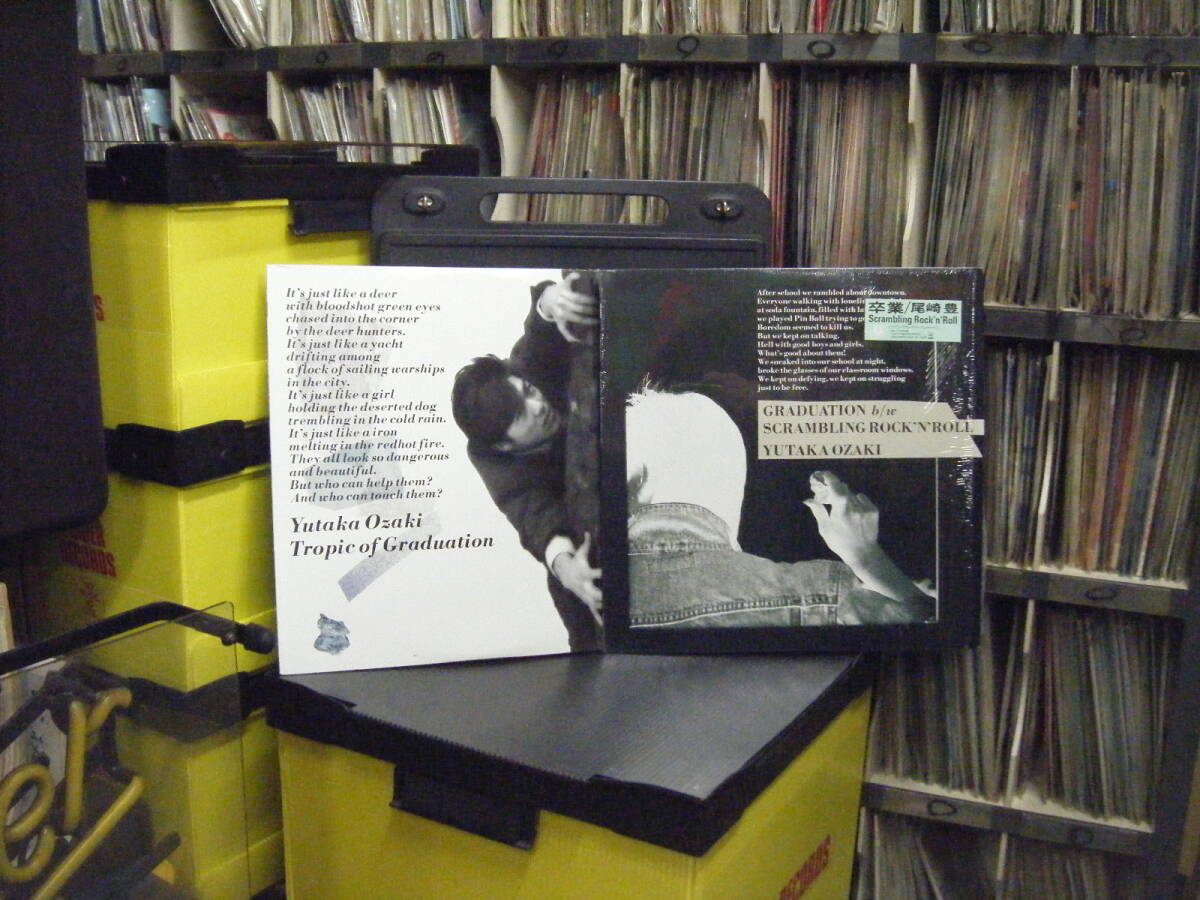 It's just like a deer
with bloodshot green eyes
chased into the corner
by the deer hunters.
It's just like a yacht
drifting among
a flock of sailing warships
in the city.
It's just like a girl
holding the deserted dog
trembling in the cold rain.
It's just like a iron
melting in the redhot fire.
They all look so dangerous
and beautiful.
But who can help them?
And who can touch them?
Yutaka Ozaki
Tropic of Graduation
After school we rambled about downtown.
Everyone walking with
at soda fountain, filled with
we played Pin Ball trying to
Boredom seemed to kill us.
But we kept on talking.
Hell with good boys and girls.
What's good about them!
We sneaked into our school at night,
broke the glasses of our classroom windows.
We kept on defying, we kept on struggling
just to be free.
卒業/尾崎豊
Scrambling Rock'n'Roll
GRADUATION b/w
SCRAMBLING ROCK'N'ROLL
YUTAKA OZAKI
RECORDS
RECORDS